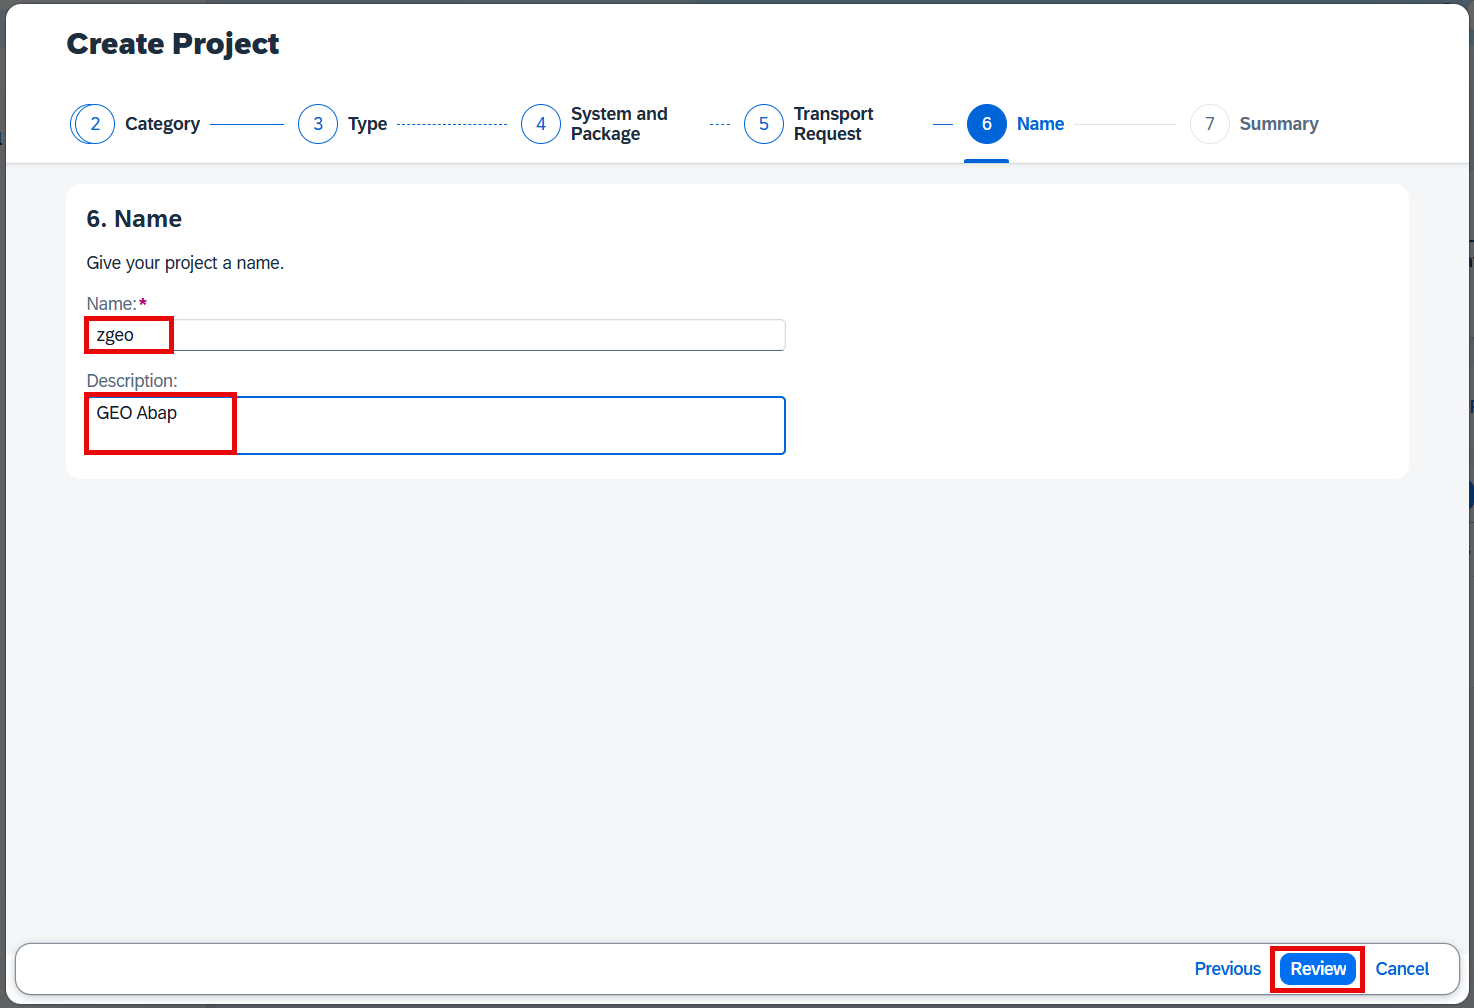 Create Project
2 Category
3 Type
4 System and
Package
5 Transport
Request
6 Name
7 Summary
6. Name
Give your project a name.
Name:*
zgeo
Description:
GEO Abap
Previous Review Cancel